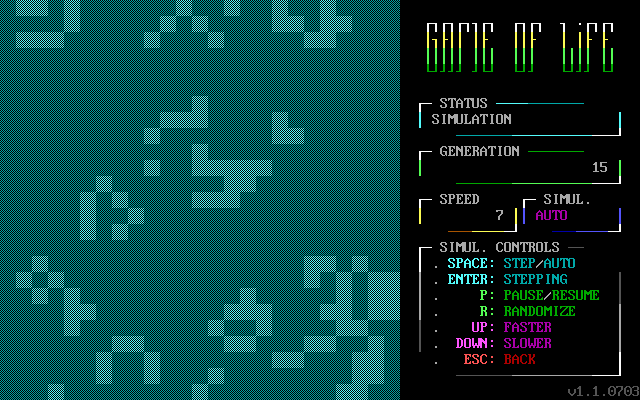 GAME OF LIFE
STATUS
SIMULATION
GENERATION
15
SPEED
7
SIMUL.
AUTO
SIMUL. CONTROLS
. SPACE: STEP/AUTO
. ENTER: STEPPING
. P: PAUSE/RESUME
. R: RANDOMIZE
. UP: FASTER
. DOWN: SLOWER
. ESC: BACK
v1.1.0703